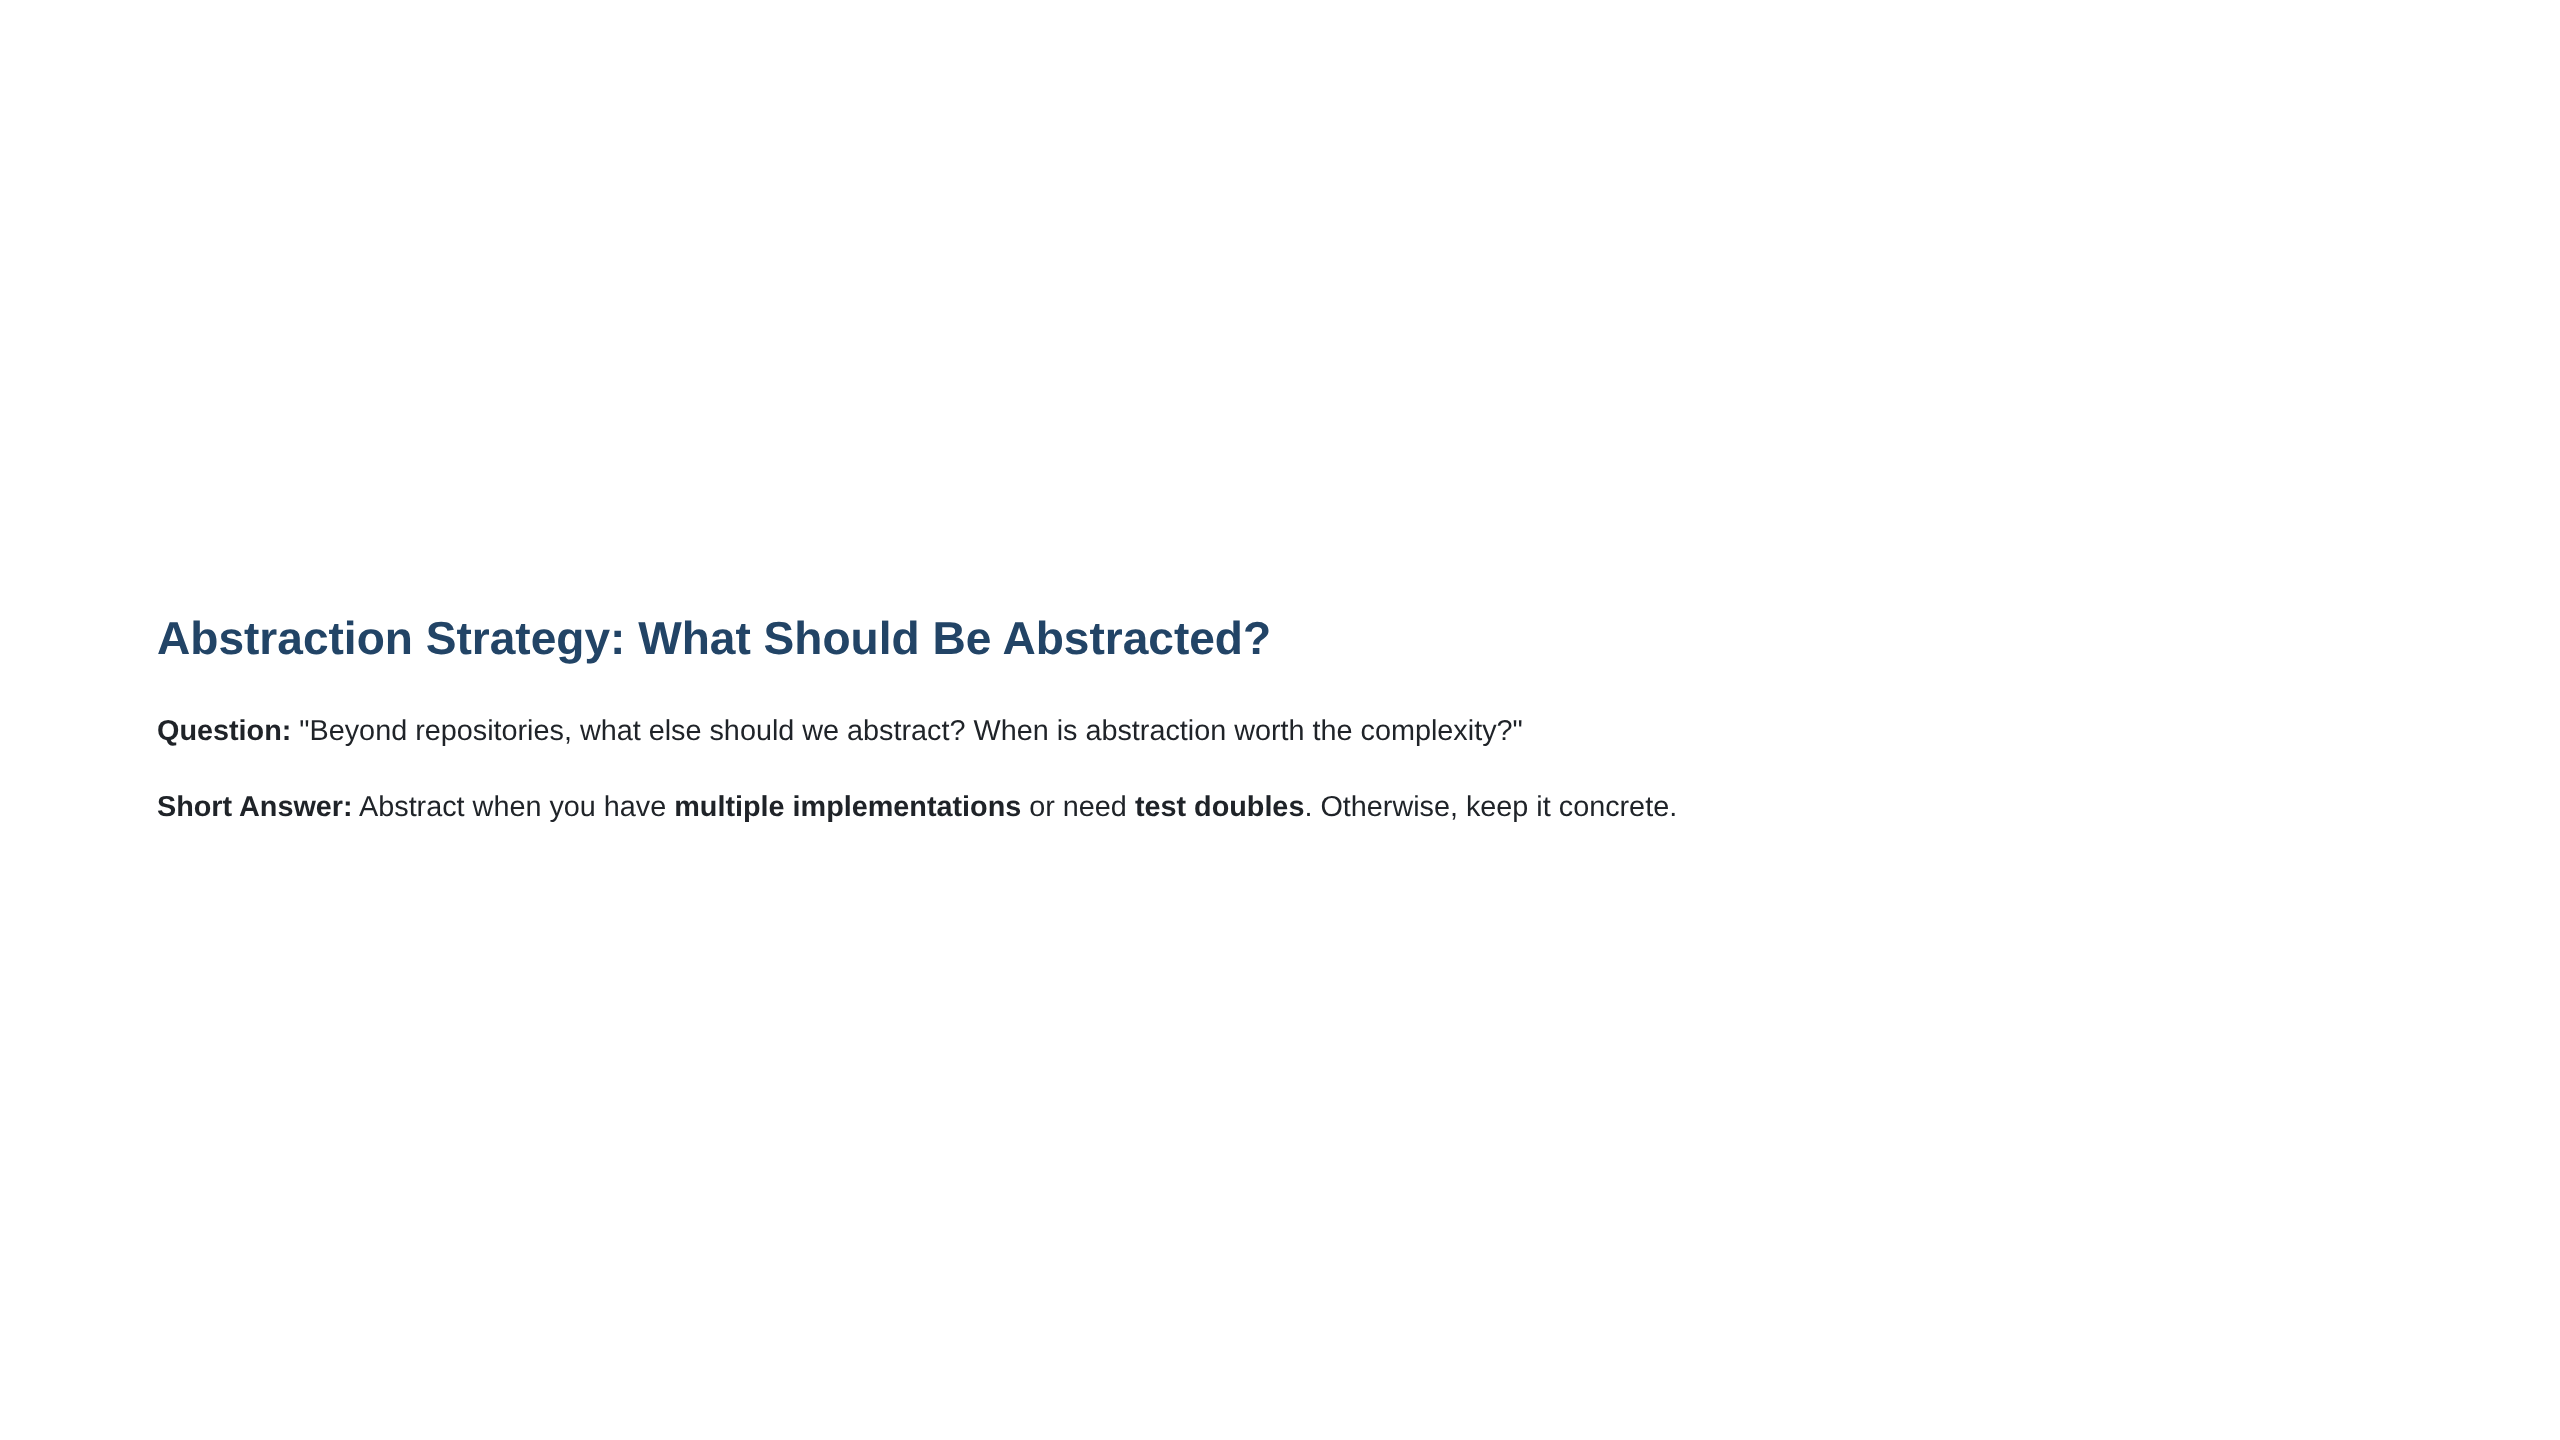 Abstraction Strategy: What Should Be Abstracted?
Question: "Beyond repositories, what else should we abstract? When is abstraction worth the complexity?"
Short Answer: Abstract when you have multiple implementations or need test doubles. Otherwise, keep it concrete.